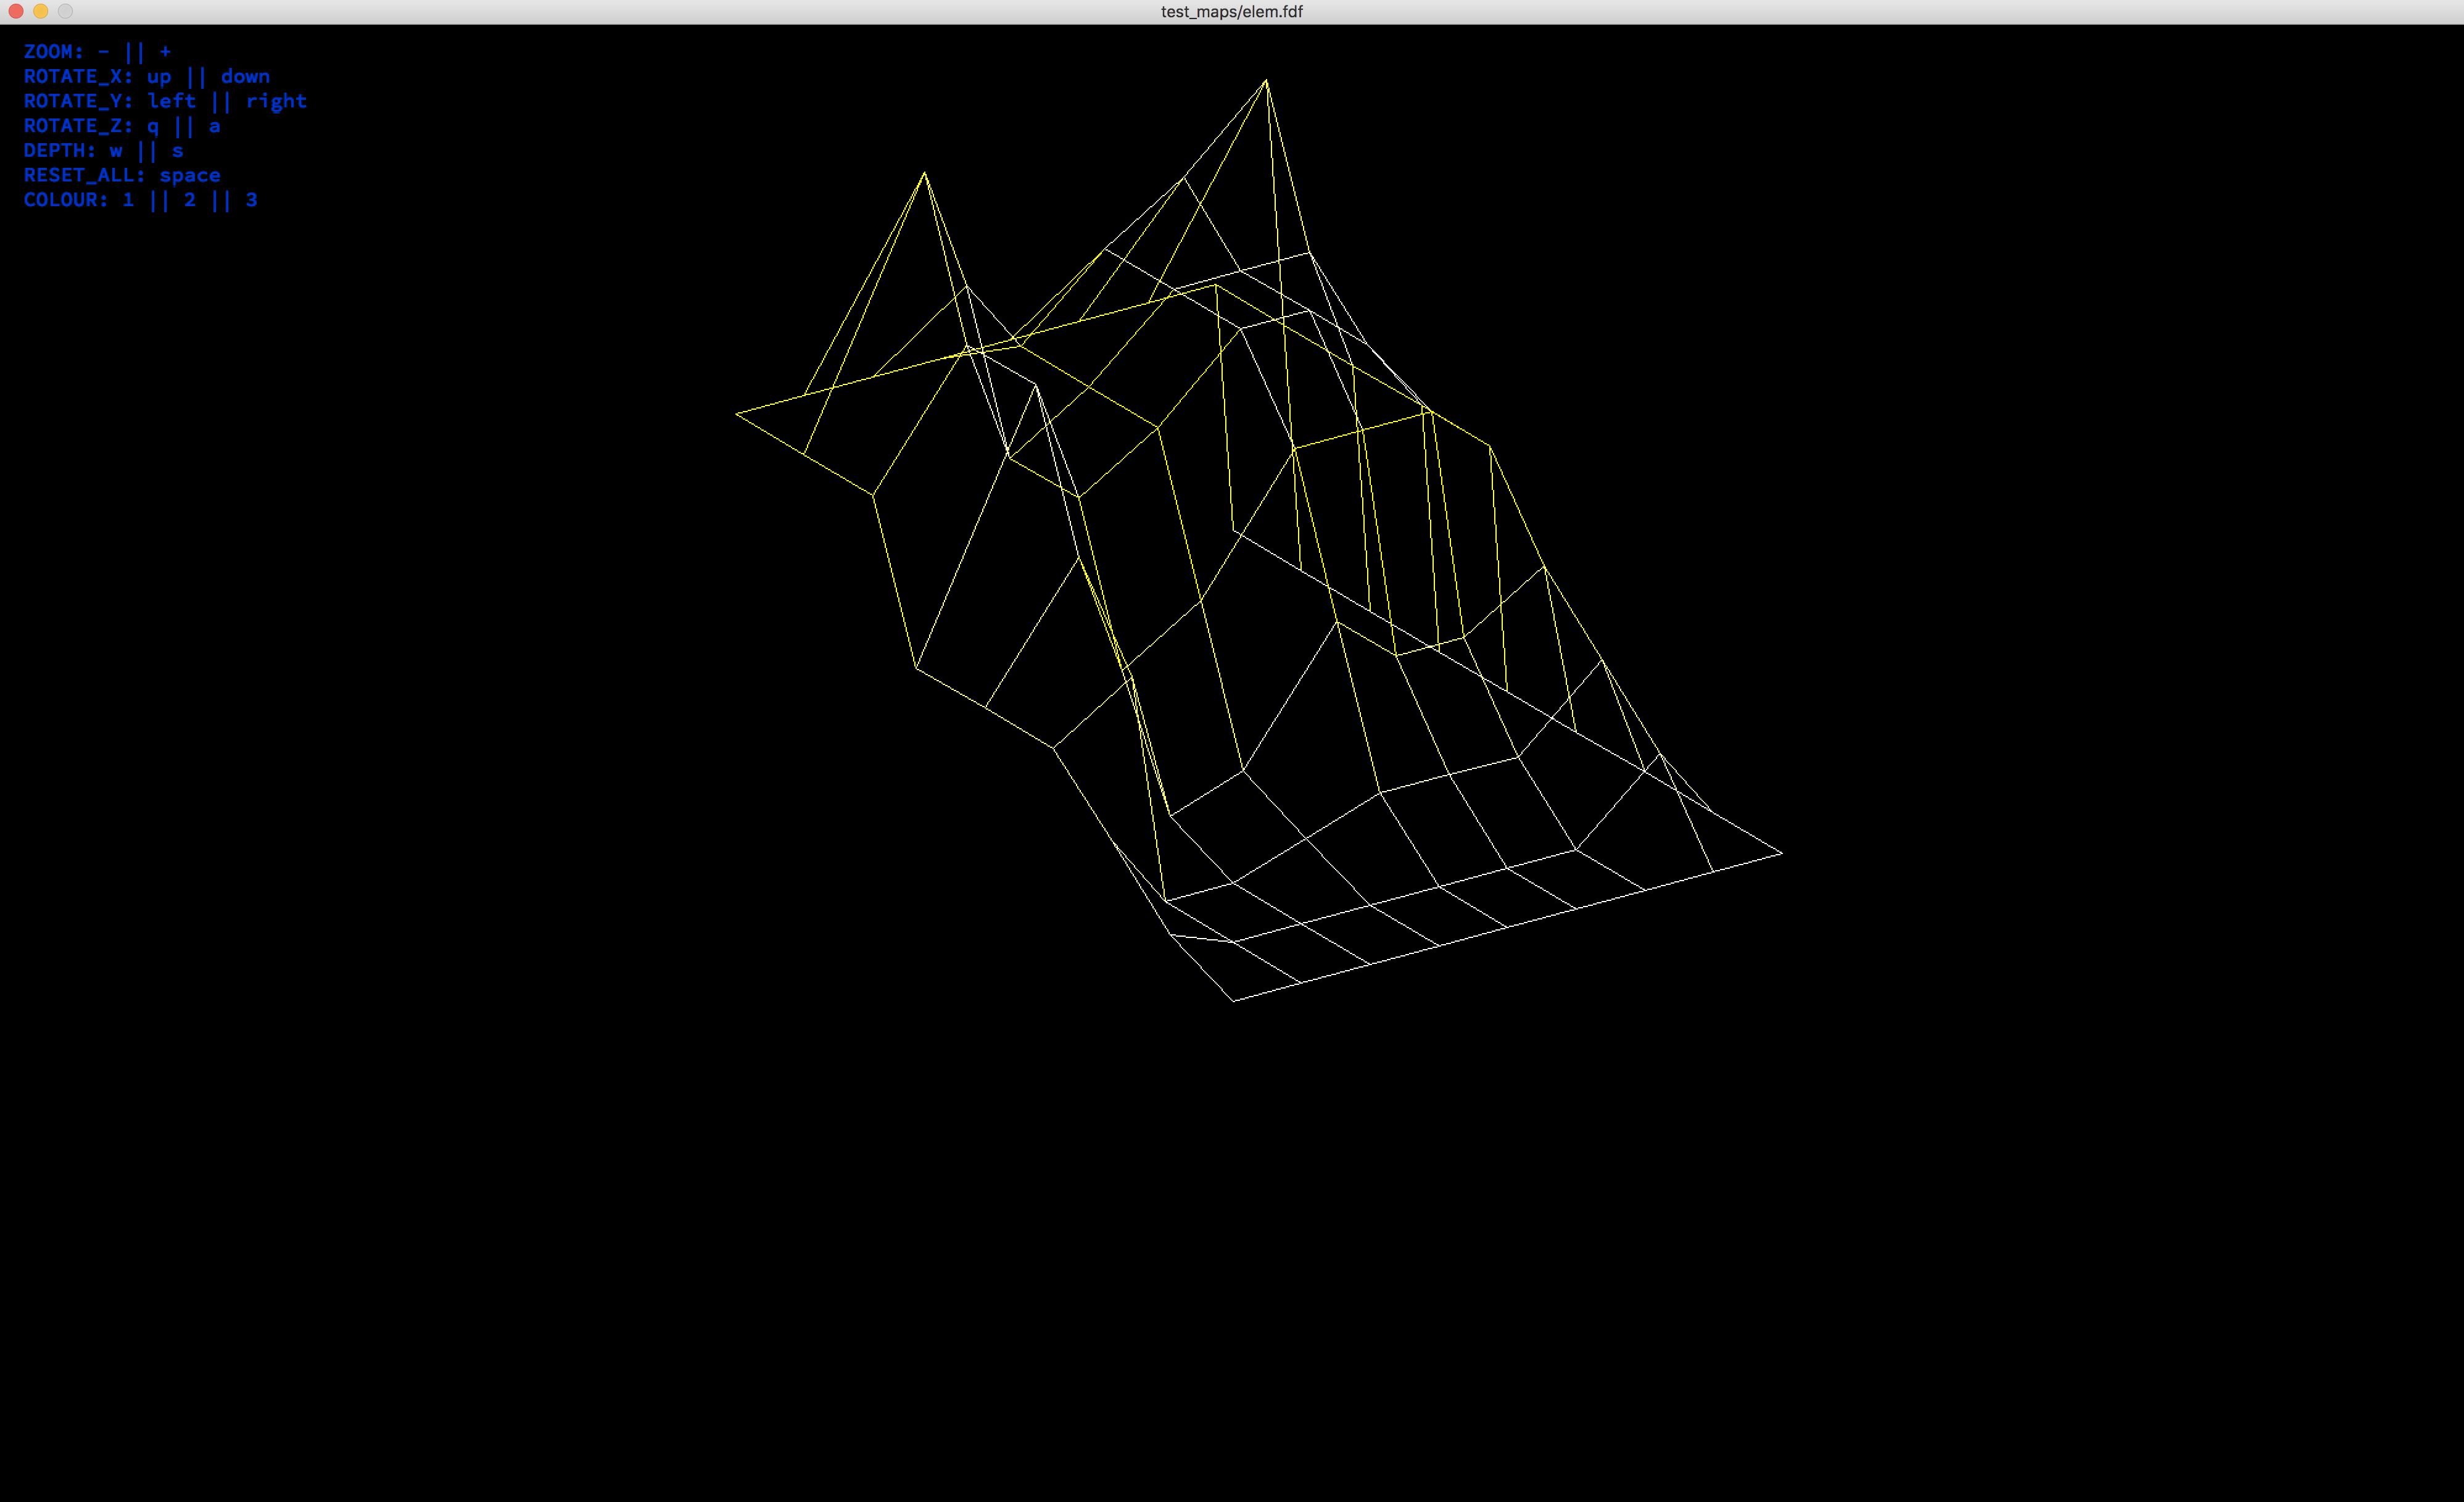 test_maps/elem.fdf
ZOOM: - || +
ROTATE_X: up || down
ROTATE_Y: left || right
ROTATE_Z: q || a
DEPTH: w || s
RESET_ALL: space
COLOUR: 1 || 2 || 3